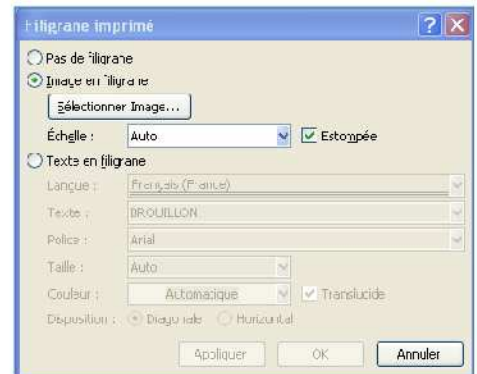 Filigrane imprimé
Pas de filigrane
Image en filigrane
Sélectionner Image...
Échelle : Auto Estompée
Texte en filigrane
Langue : Français (France)
Texte : BROUILLON
Police : Arial
Taille : Auto
Couleur : Automatique Translucide
Disposition : Diagonale Horizontal
Appliquer OK Annuler